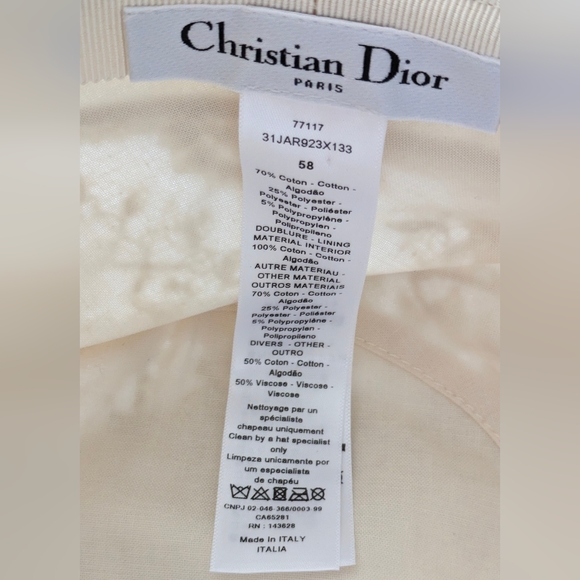 Christian Dior
PARIS
77117
31JAR923X133
58
70% Coton - Cotton -
Algodão
25% Polyester -
Polyester - Poliéster
5% Polypropylène -
Polypropylen -
Polipropileno
DOUBLURE - LINING
MATERIAL INTERIOR
100% Coton - Cotton -
Algodão
AUTRE MATERIAU -
OTHER MATERIAL
OUTROS MATERIAIS
70% Coton - Cotton -
Algodão
25% Polyester -
Polyester - Poliéster
5% Polypropylène -
Polypropylen -
Polipropileno
DIVERS - OTHER -
OUTRO
50% Coton - Cotton -
Algodão
50% Viscose - Viscose -
Viscose
Nettoyage par un
spécialiste
chapeau uniquement
Clean by a hat specialist
only
Limpeza unicamente por
um especialista
de chapéu
CNPJ 02-046-366/0003-99
CA65281
RN : 143628
Made in ITALY
ITALIA